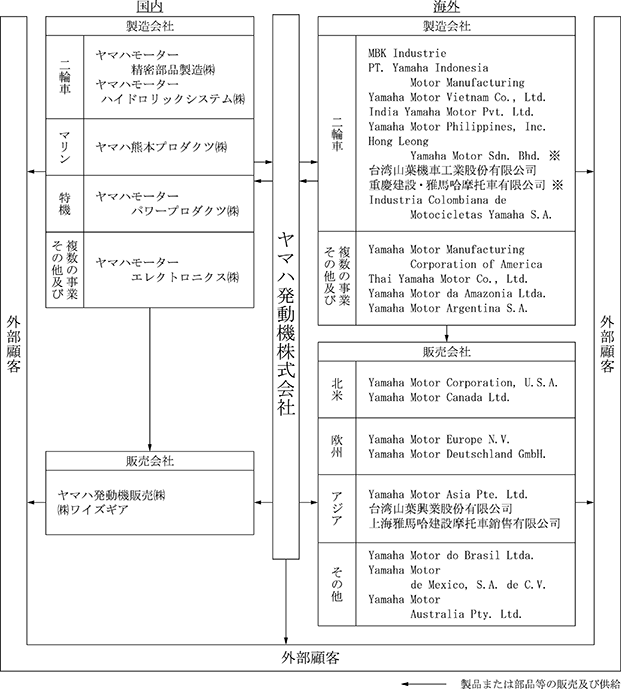 国内
製造会社
二輪車
ヤマハモーター
精密部品製造㈱
ヤマハモーター
ハイドロリックシステム㈱
マリン
ヤマハ熊本プロダクツ㈱
特機
ヤマハモーター
パワープロダクツ㈱
複数の事業
その他及び
ヤマハモーター
エレクトロニクス㈱
販売会社
ヤマハ発動機販売㈱
㈱ワイズギア
外部顧客
ヤマハ発動機株式会社
海外
製造会社
二輪車
MBK Industrie
PT. Yamaha Indonesia
Motor Manufacturing
Yamaha Motor Vietnam Co., Ltd.
India Yamaha Motor Pvt. Ltd.
Yamaha Motor Philippines, Inc.
Hong Leong
Yamaha Motor Sdn. Bhd. ※
台湾山葉機車工業股份有限公司
重慶建設・雅馬哈摩托車有限公司 ※
Industria Colombiana de
Motocicletas Yamaha S.A.
複数の事業
その他及び
Yamaha Motor Manufacturing
Corporation of America
Thai Yamaha Motor Co., Ltd.
Yamaha Motor da Amazonia Ltda.
Yamaha Motor Argentina S.A.
販売会社
北米
Yamaha Motor Corporation, U.S.A.
Yamaha Motor Canada Ltd.
欧州
Yamaha Motor Europe N.V.
Yamaha Motor Deutschland GmbH.
アジア
Yamaha Motor Asia Pte. Ltd.
台湾山葉興業股份有限公司
上海雅馬哈建設摩托車銷售有限公司
その他
Yamaha Motor do Brasil Ltda.
Yamaha Motor
de Mexico, S.A. de C.V.
Yamaha Motor
Australia Pty. Ltd.
外部顧客
外部顧客
製品または部品等の販売及び供給